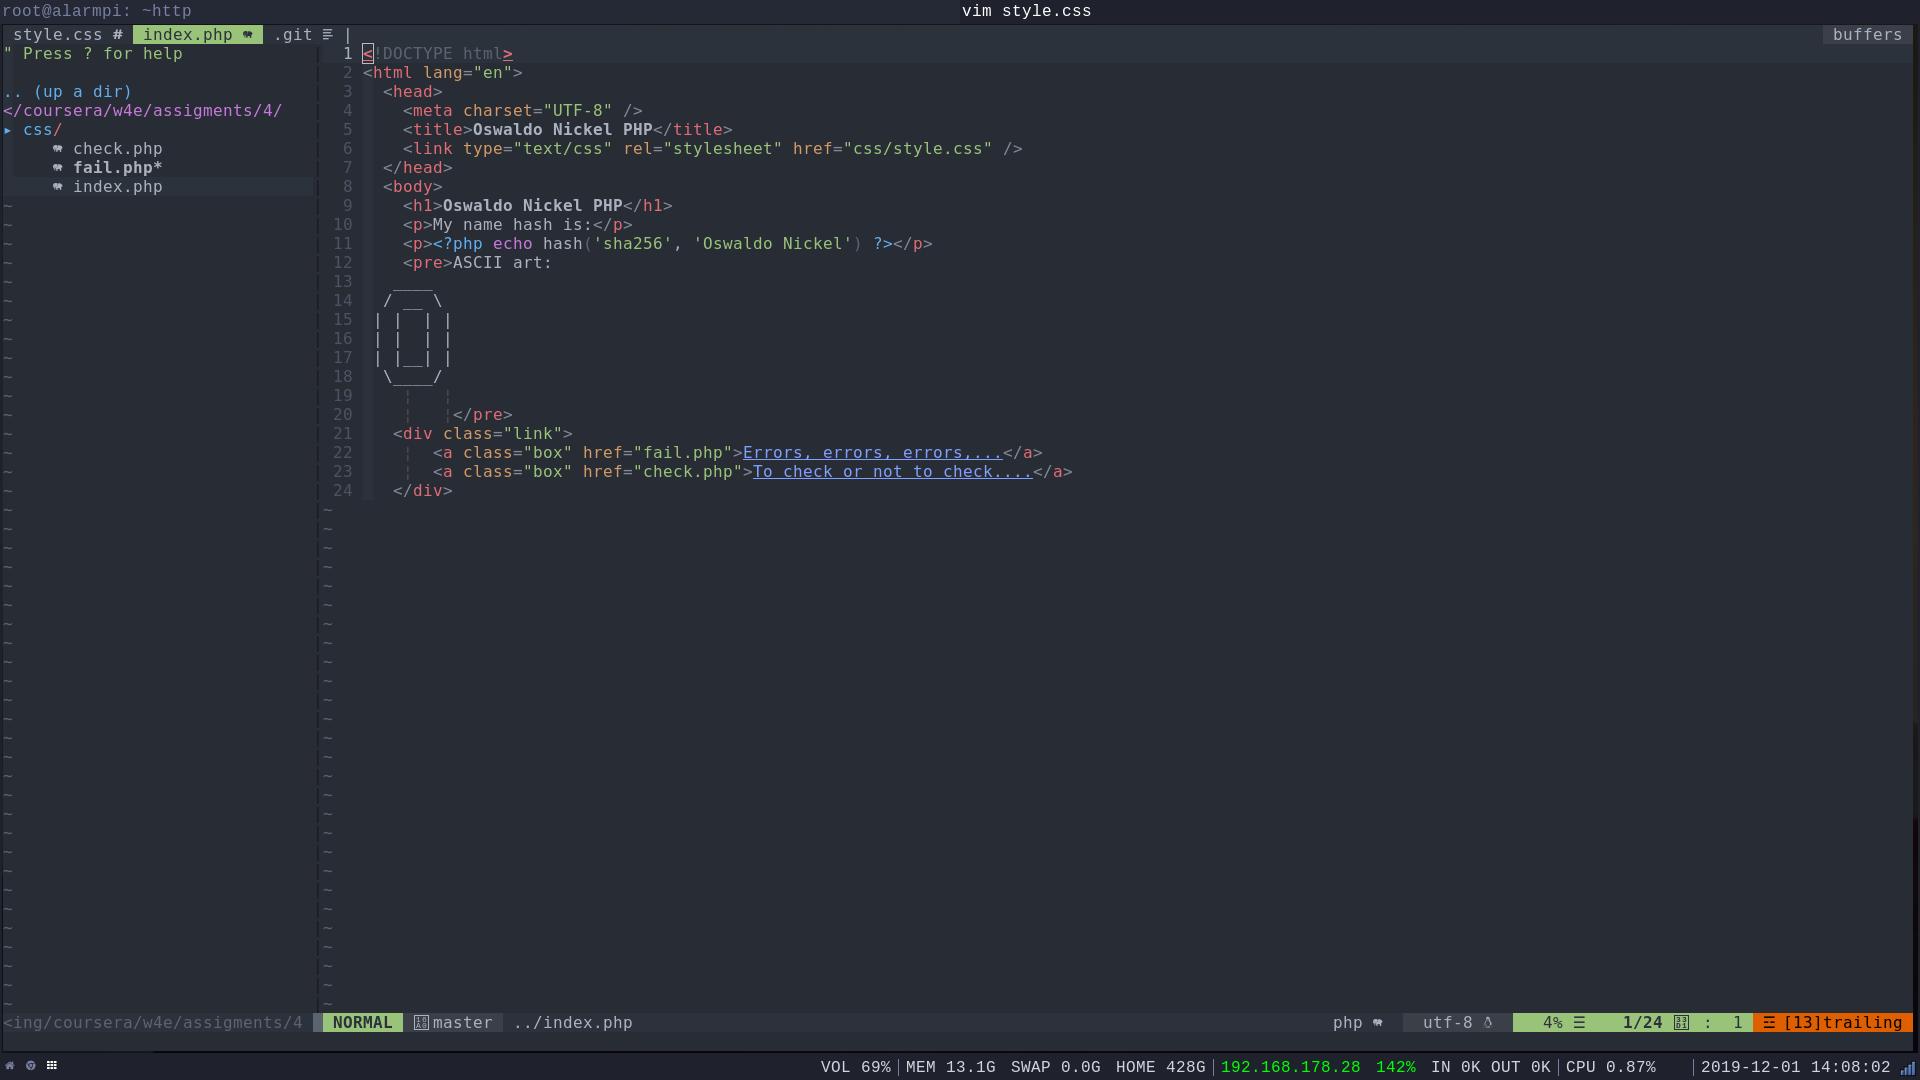 root@alarmpi: ~http vim style.css
style.css # index.php .git | buffers
" Press ? for help
.. (up a dir)
</coursera/w4e/assigments/4/
▸ css/
check.php
fail.php*
index.php
1 <!DOCTYPE html>
2 <html lang="en">
3   <head>
4     <meta charset="UTF-8" />
5     <title>Oswaldo Nickel PHP</title>
6     <link type="text/css" rel="stylesheet" href="css/style.css" />
7   </head>
8   <body>
9     <h1>Oswaldo Nickel PHP</h1>
10     <p>My name hash is:</p>
11     <p><?php echo hash('sha256', 'Oswaldo Nickel') ?></p>
12     <pre>ASCII art:
13    ____
14   / __ \
15  | |  | |
16  | |  | |
17  | |__| |
18   \____/
19     ¦   ¦
20     ¦   ¦</pre>
21    <div class="link">
22     ¦  <a class="box" href="fail.php">Errors, errors, errors,...</a>
23     ¦  <a class="box" href="check.php">To check or not to check....</a>
24    </div>
<ing/coursera/w4e/assigments/4 NORMAL master ../index.php php utf-8 4% ☰ 1/24 : 1 ☲ [13]trailing
VOL 69%| MEM 13.1G SWAP 0.0G HOME 428G| 192.168.178.28 142% IN 0K OUT 0K| CPU 0.87% | 2019-12-01 14:08:02